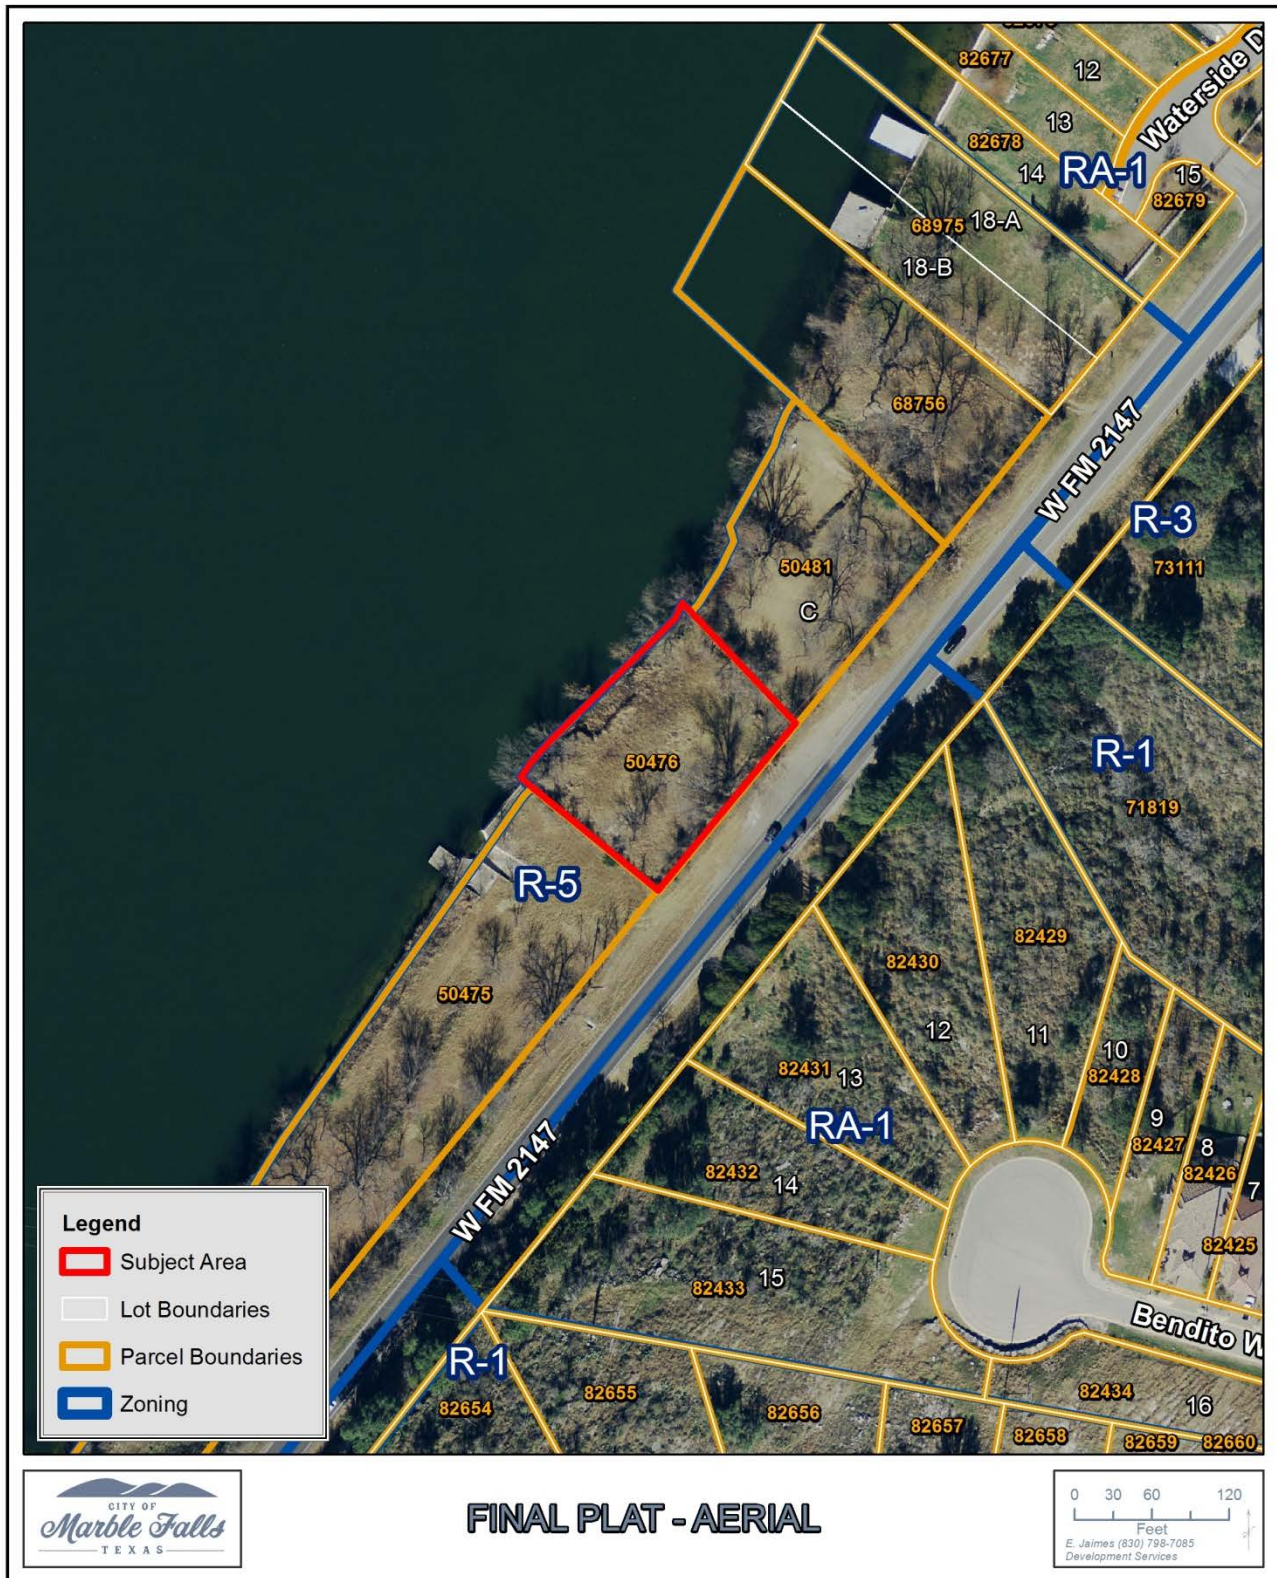 82677
12
Waterside D
13
82678
14
RA-1
15
82679
68975
18-A
18-B
68756
W FM 2147
R-3
73111
50481
C
R-1
71819
50476
R-5
82429
82430
50475
12
11
10
82428
82431
13
9
82427
RA-1
8
82426
82432
14
7
W FM 2147
82425
82433
15
Bendito W
R-1
82654
82655
82656
82434
16
82657
82658
82659
82660
Legend
Subject Area
Lot Boundaries
Parcel Boundaries
Zoning
CITY OF
Marble Falls
TEXAS
FINAL PLAT - AERIAL
0 30 60 120
Feet
E. Jaimes (830) 798-7085
Development Services